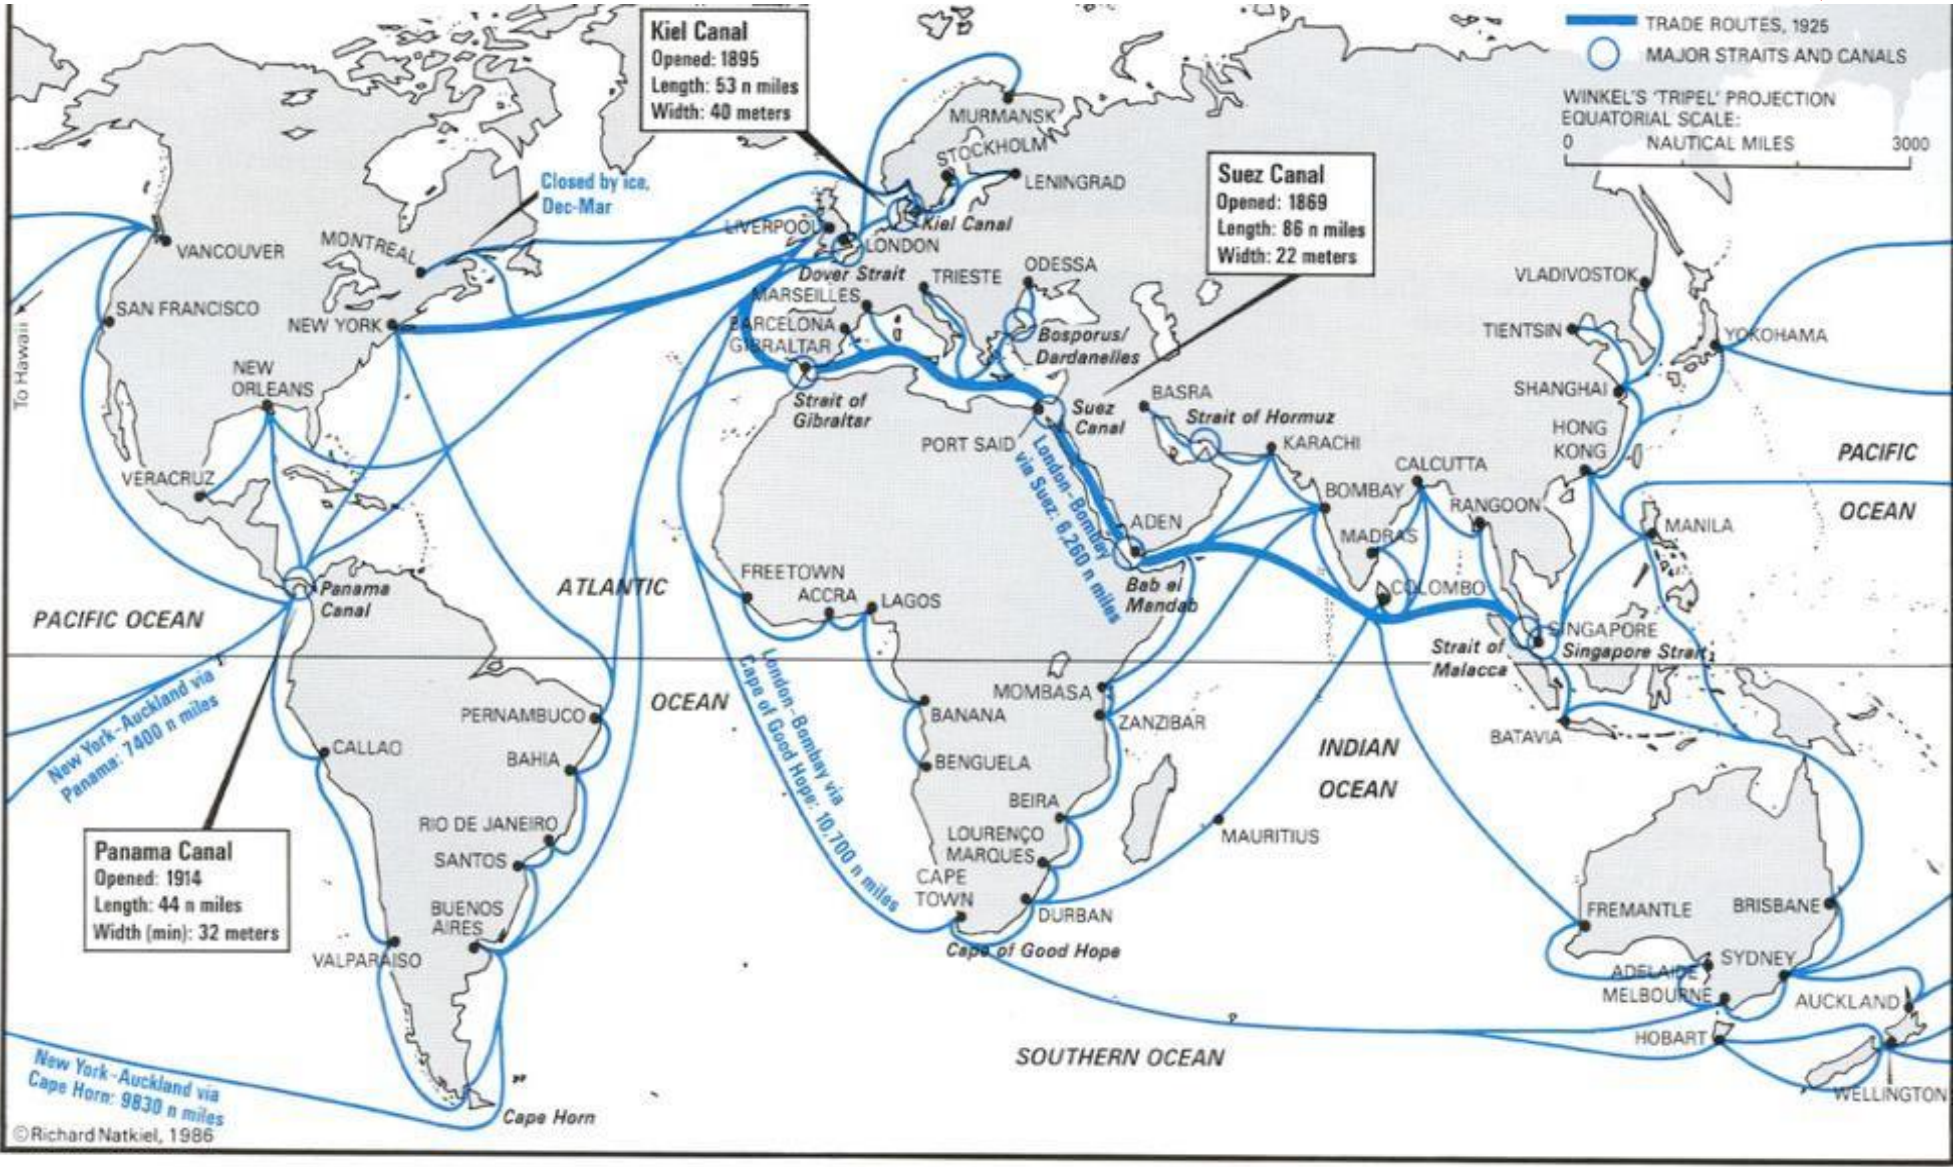 Kiel Canal
Opened: 1895
Length: 53 n miles
Width: 40 meters
TRADE ROUTES, 1925
MAJOR STRAITS AND CANALS
WINKEL'S 'TRIPEL' PROJECTION
EQUATORIAL SCALE:
0 NAUTICAL MILES 3000
MURMANSK
STOCKHOLM
LENINGRAD
Suez Canal
Opened: 1869
Length: 86 n miles
Width: 22 meters
Closed by ice,
Dec-Mar
LIVERPOOL
Kiel Canal
LONDON
Dover Strait
VANCOUVER
MONTREAL
TRIESTE
ODESSA
VLADIVOSTOK
MARSEILLES
SAN FRANCISCO
NEW YORK
BARCELONA
GIBRALTAR
Bosporus/
Dardanelles
TIENTSIN
YOKOHAMA
To Hawaii
NEW
ORLEANS
Strait of
Gibraltar
BASRA
SHANGHAI
Suez
Canal
Strait of Hormuz
PORT SAID
KARACHI
HONG
KONG
PACIFIC
OCEAN
VERACRUZ
CALCUTTA
BOMBAY
RANGOON
London-Bombay
via Suez: 6,260 n miles
ADEN
MADRAS
MANILA
Panama
Canal
ATLANTIC
OCEAN
FREETOWN
ACCRA
LAGOS
Bab el
Mandab
COLOMBO
PACIFIC OCEAN
SINGAPORE
Singapore Strait
Strait of
Malacca
New York-Auckland via
Panama: 7400 n miles
London-Bombay via
Cape of Good Hope: 10,700 n miles
MOMBASA
ZANZIBAR
BANANA
PERNAMBUCO
BATAVIA
CALLAO
BAHIA
BENGUELA
INDIAN
OCEAN
BEIRA
RIO DE JANEIRO
LOURENÇO
MARQUES
MAURITIUS
Panama Canal
Opened: 1914
Length: 44 n miles
Width (min): 32 meters
SANTOS
CAPE
TOWN
BUENOS
AIRES
DURBAN
FREMANTLE
BRISBANE
VALPARAISO
Cape of Good Hope
ADELAIDE
SYDNEY
MELBOURNE
AUCKLAND
HOBART
SOUTHERN OCEAN
New York-Auckland via
Cape Horn: 9830 n miles
WELLINGTON
Cape Horn
©Richard Natkiel, 1986